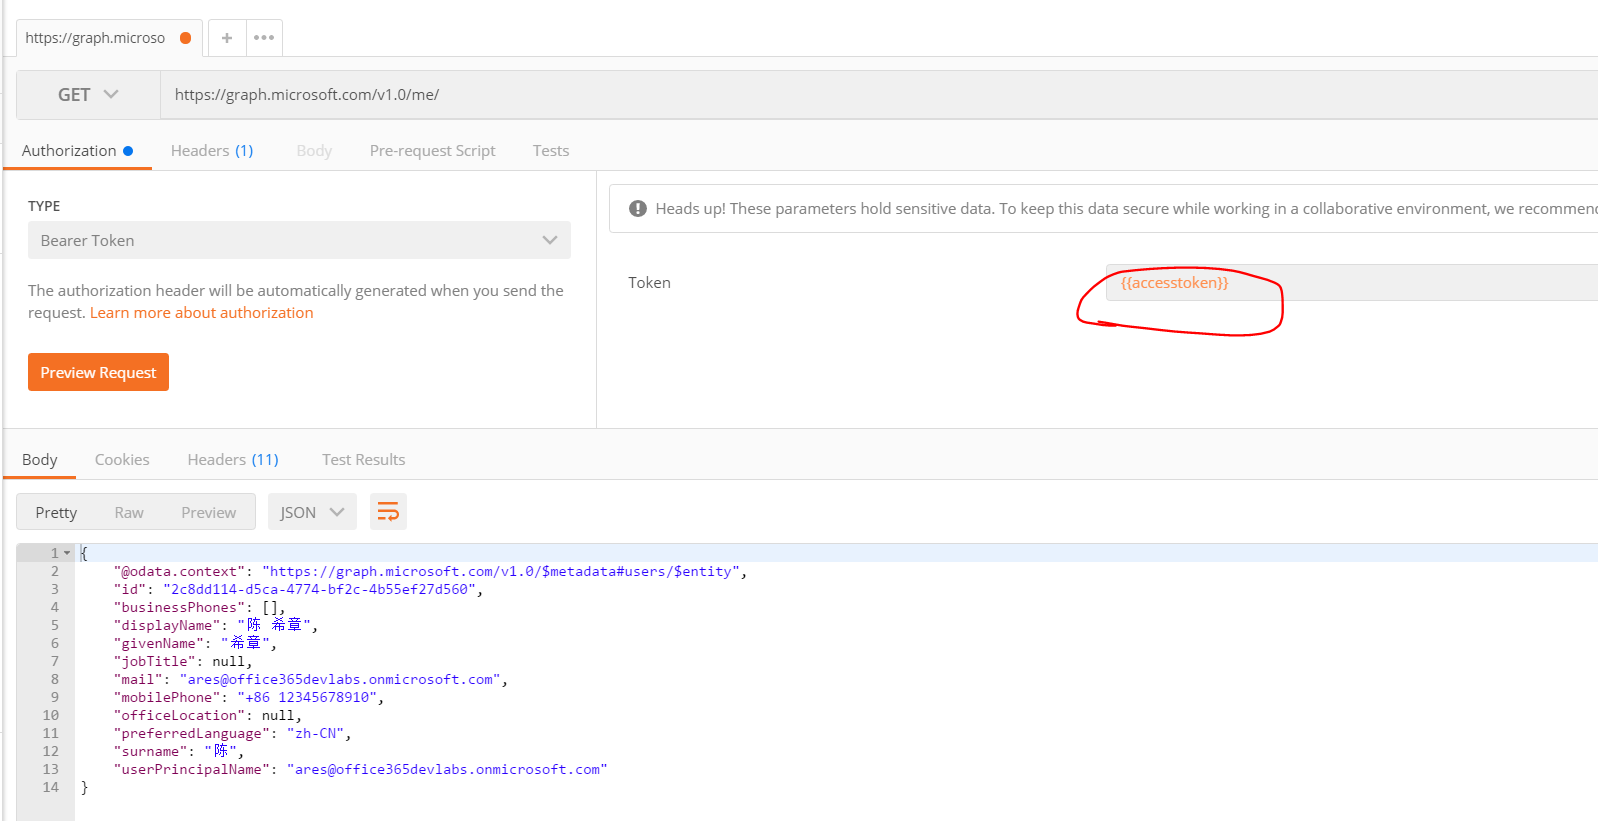 https://graph.microso
+
GET
https://graph.microsoft.com/v1.0/me/
Authorization Headers (1) Body Pre-request Script Tests
TYPE
Bearer Token
The authorization header will be automatically generated when you send the
request. Learn more about authorization
Preview Request
Heads up! These parameters hold sensitive data. To keep this data secure while working in a collaborative environment, we recommend
Token
{{accesstoken}}
Body Cookies Headers (11) Test Results
Pretty Raw Preview JSON
1 {
2 "@odata.context": "https://graph.microsoft.com/v1.0/$metadata#users/$entity",
3 "id": "2c8dd114-d5ca-4774-bf2c-4b55ef27d560",
4 "businessPhones": [],
5 "displayName": "陈 希章",
6 "givenName": "希章",
7 "jobTitle": null,
8 "mail": "ares@office365devlabs.onmicrosoft.com",
9 "mobilePhone": "+86 12345678910",
10 "officeLocation": null,
11 "preferredLanguage": "zh-CN",
12 "surname": "陈",
13 "userPrincipalName": "ares@office365devlabs.onmicrosoft.com"
14 }